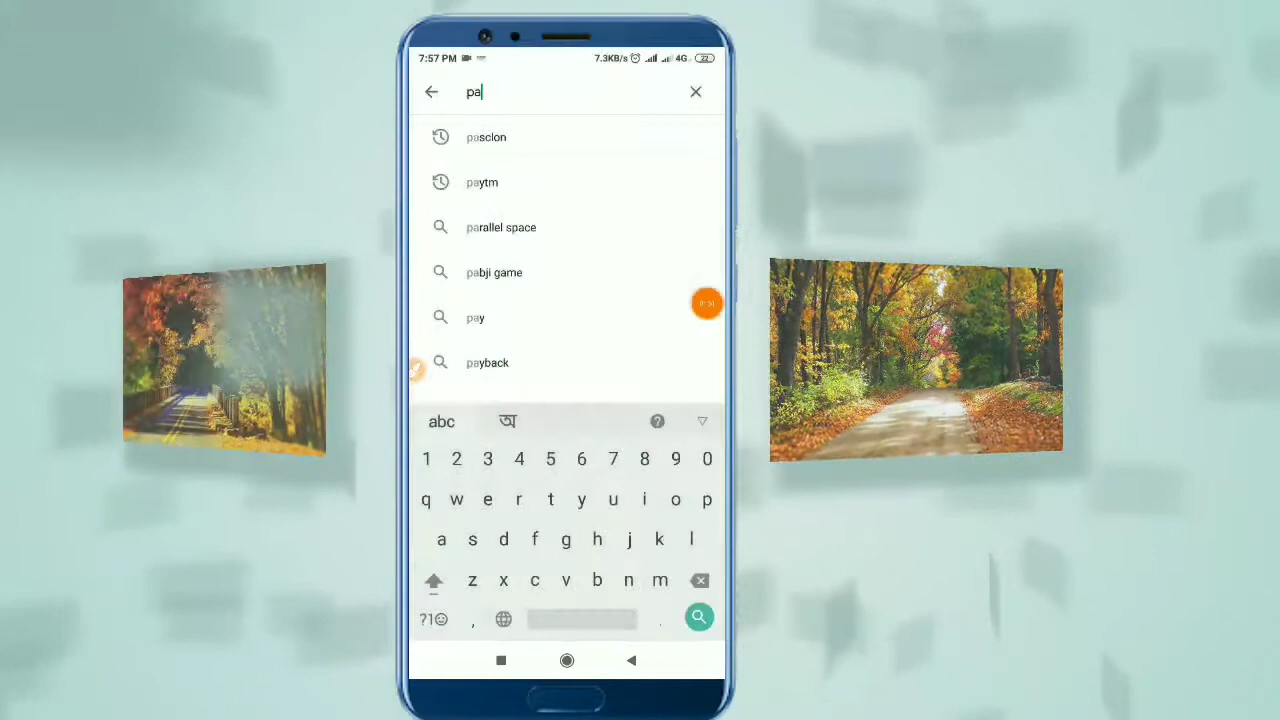 7:57 PM 7.3KB/s 4G 22
pa
pasclon
paytm
parallel space
pabji game
pay
payback
abc অ
1 2 3 4 5 6 7 8 9 0
q w e r t y u i o p
a s d f g h j k l
z x c v b n m
?1☺ , .